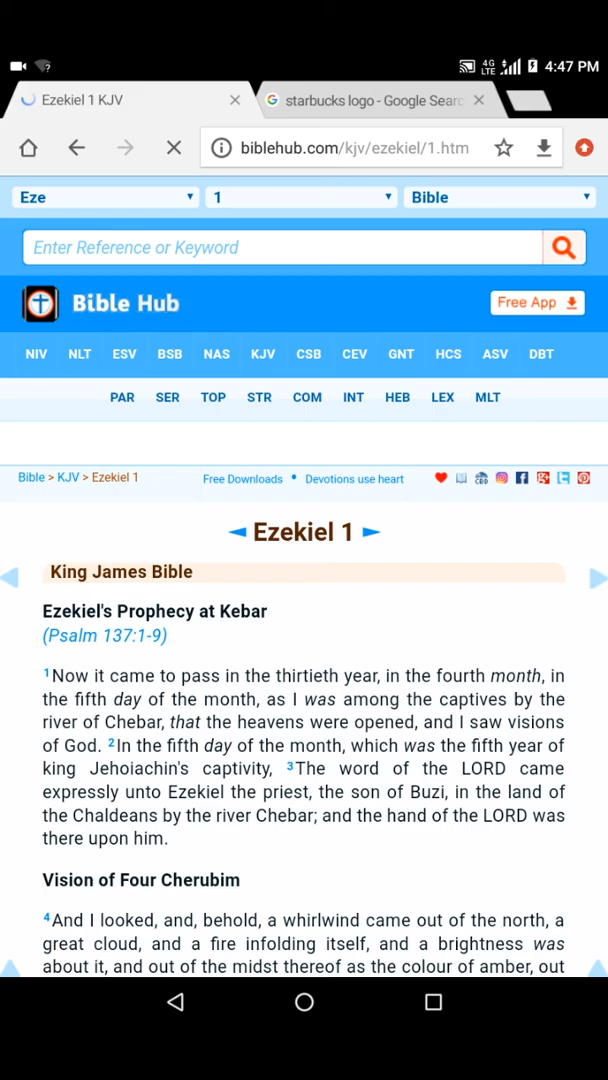 4G
LTE
4:47 PM
Ezekiel 1 KJV
starbucks logo - Google Searc
biblehub.com/kjv/ezekiel/1.htm
Eze
1
Bible
Enter Reference or Keyword
Bible Hub
Free App
NIV NLT ESV BSB NAS KJV CSB CEV GNT HCS ASV DBT
PAR SER TOP STR COM INT HEB LEX MLT
Bible > KJV > Ezekiel 1
Free Downloads • Devotions use heart
◄ Ezekiel 1 ►
King James Bible
Ezekiel's Prophecy at Kebar
(Psalm 137:1-9)
1Now it came to pass in the thirtieth year, in the fourth month, in
the fifth day of the month, as I was among the captives by the
river of Chebar, that the heavens were opened, and I saw visions
of God. 2In the fifth day of the month, which was the fifth year of
king Jehoiachin's captivity, 3The word of the LORD came
expressly unto Ezekiel the priest, the son of Buzi, in the land of
the Chaldeans by the river Chebar; and the hand of the LORD was
there upon him.
Vision of Four Cherubim
4And I looked, and, behold, a whirlwind came out of the north, a
great cloud, and a fire infolding itself, and a brightness was
about it, and out of the midst thereof as the colour of amber, out